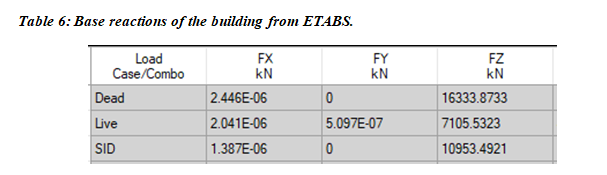 Table 6: Base reactions of the building from ETABS.
Load Case/Combo FX kN FY kN FZ kN
Dead 2.446E-06 0 16333.8733
Live 2.041E-06 5.097E-07 7105.5323
SID 1.387E-06 0 10953.4921